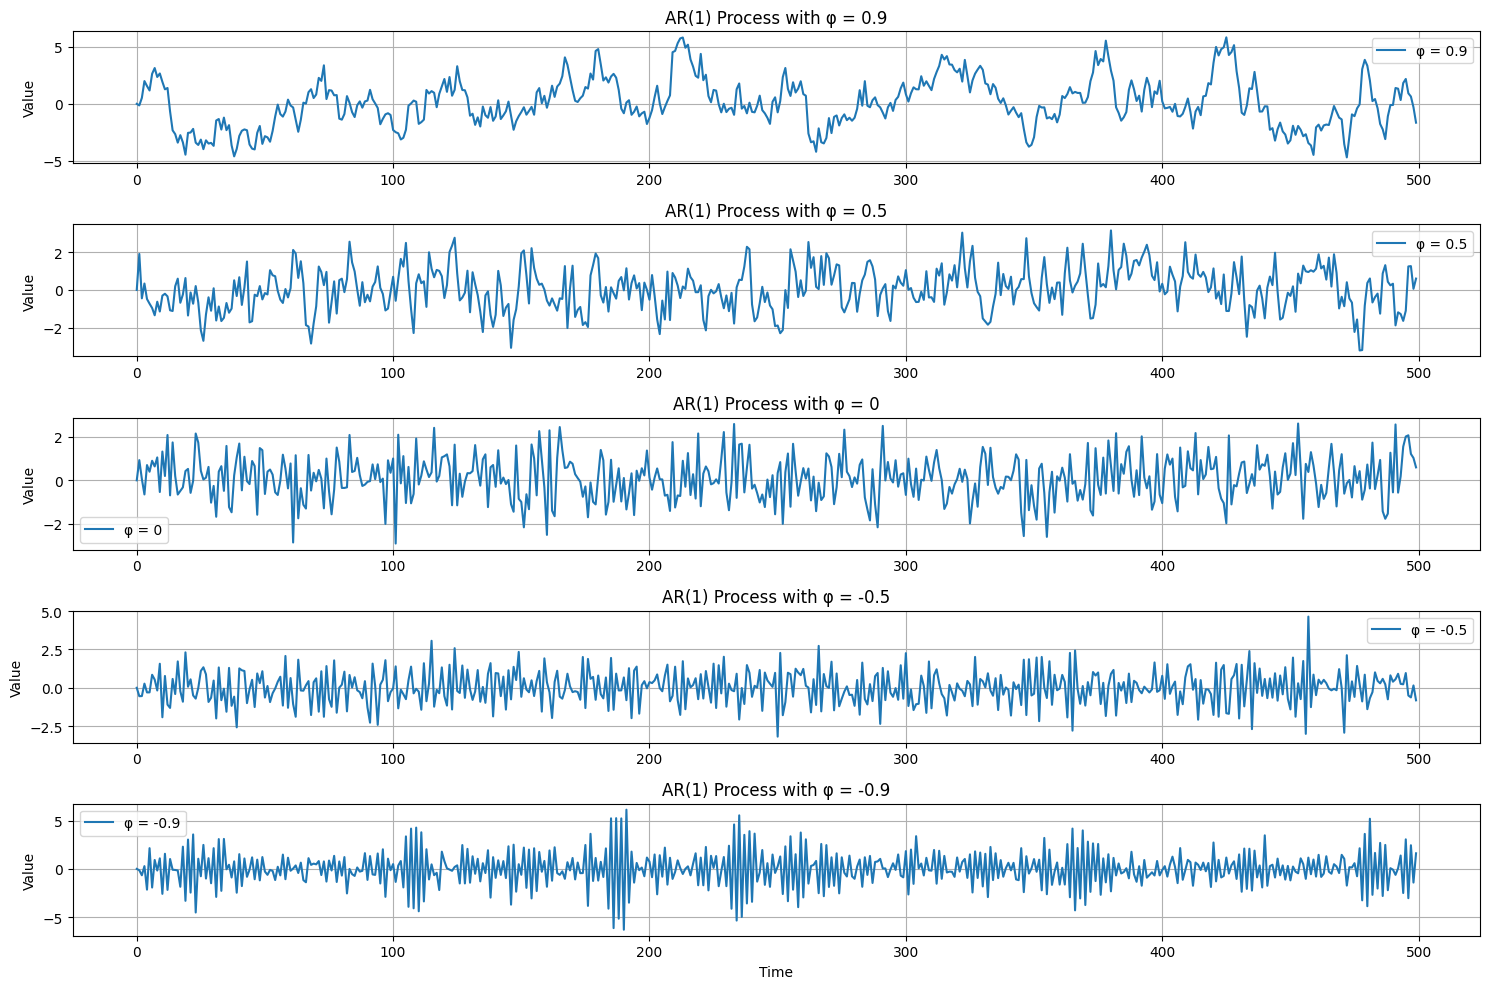 AR(1) Process with φ = 0.9
Value
5
0
−5
φ = 0.9
0 100 200 300 400 500
AR(1) Process with φ = 0.5
Value
2
0
−2
φ = 0.5
0 100 200 300 400 500
AR(1) Process with φ = 0
Value
2
0
−2
φ = 0
0 100 200 300 400 500
AR(1) Process with φ = -0.5
Value
5.0
2.5
0.0
−2.5
φ = -0.5
0 100 200 300 400 500
AR(1) Process with φ = -0.9
Value
5
0
−5
φ = -0.9
0 100 200 300 400 500
Time